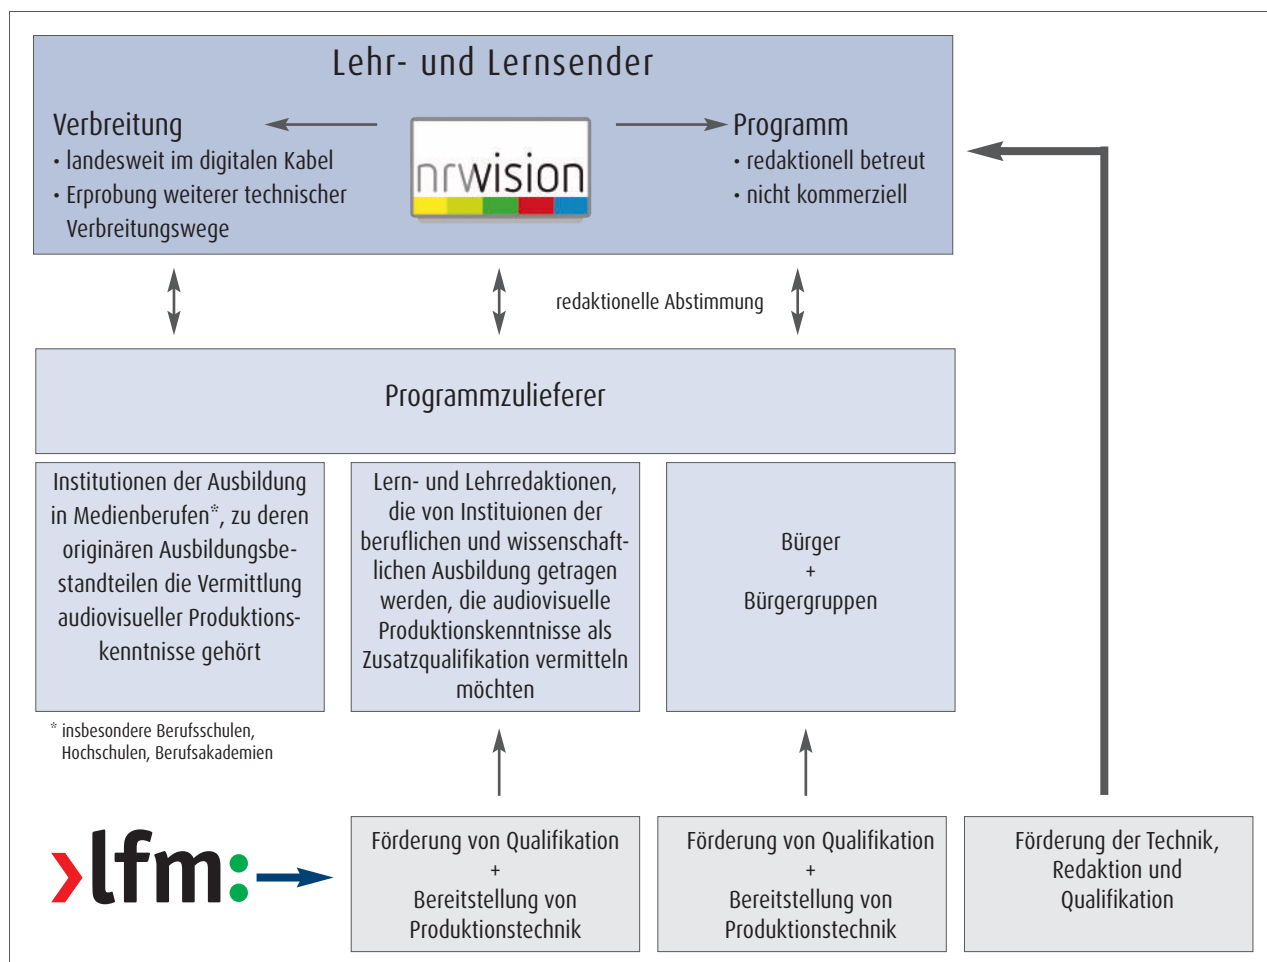 Lehr- und Lernsender
Verbreitung
• landesweit im digitalen Kabel
• Erprobung weiterer technischer
Verbreitungswege
nrwision
Programm
• redaktionell betreut
• nicht kommerziell
redaktionelle Abstimmung
Programmzulieferer
Institutionen der Ausbildung
in Medienberufen*, zu deren
originären Ausbildungsbe-
standteilen die Vermittlung
audiovisueller Produktions-
kenntnisse gehört
Lern- und Lehrredaktionen,
die von Instituionen der
beruflichen und wissenschaft-
lichen Ausbildung getragen
werden, die audiovisuelle
Produktionskenntnisse als
Zusatzqualifikation vermitteln
möchten
Bürger
+
Bürgergruppen
* insbesondere Berufsschulen,
Hochschulen, Berufsakademien
lfm:
Förderung von Qualifikation
+
Bereitstellung von
Produktionstechnik
Förderung von Qualifikation
+
Bereitstellung von
Produktionstechnik
Förderung der Technik,
Redaktion und
Qualifikation